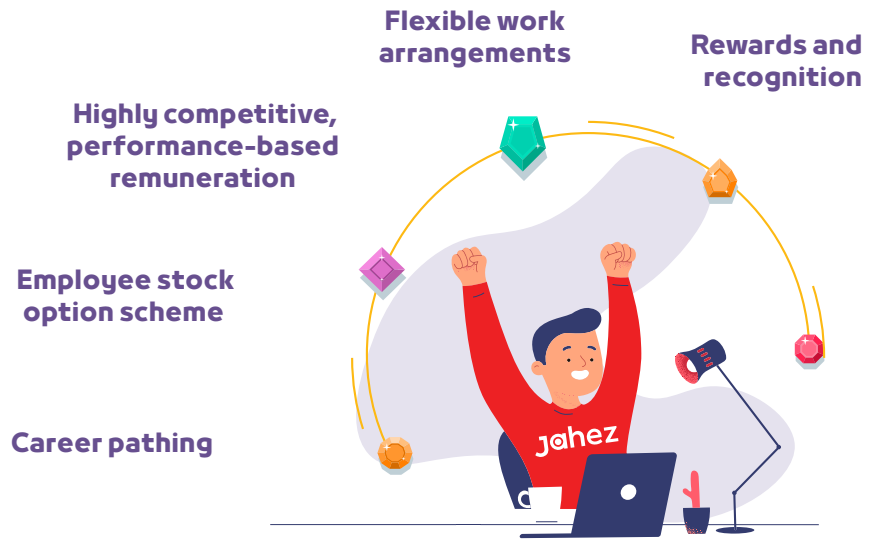 Flexible work
arrangements
Rewards and
recognition
Highly competitive,
performance-based
remuneration
Employee stock
option scheme
Career pathing
Jahez